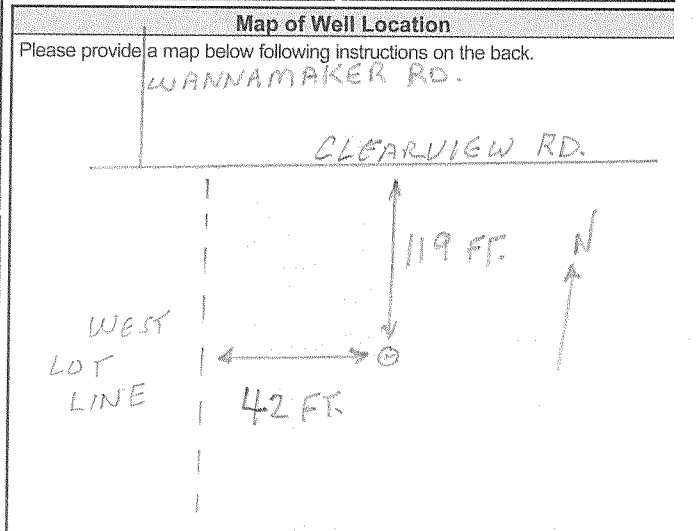 Map of Well Location
Please provide a map below following instructions on the back.
WANNAMAKER RD.
CLEARVIEW RD.
119 FT.
N
WEST
LOT
LINE
42 FT.